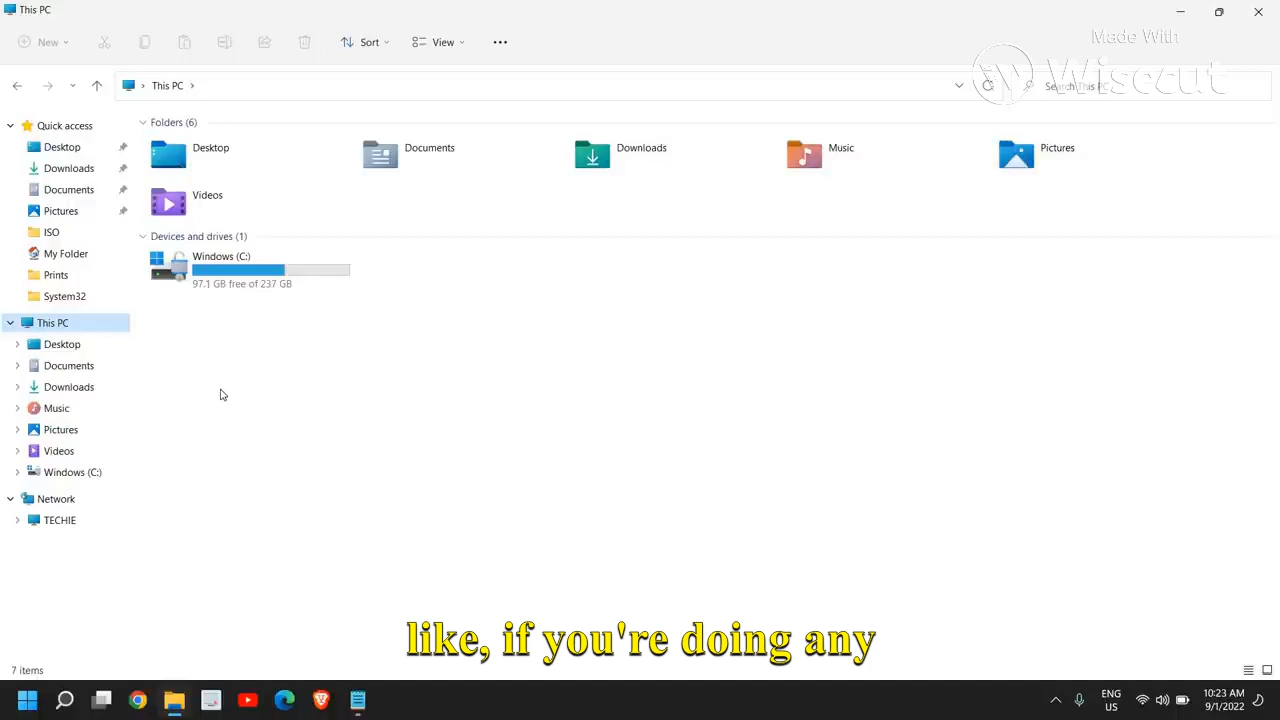 This PC
New
Sort
View
Made With
Wisecut
This PC
Search This PC
Quick access
Desktop
Downloads
Documents
Pictures
ISO
My Folder
Prints
System32
This PC
Desktop
Documents
Downloads
Music
Pictures
Videos
Windows (C:)
Network
TECHIE
Folders (6)
Desktop
Documents
Downloads
Music
Pictures
Videos
Devices and drives (1)
Windows (C:)
97.1 GB free of 237 GB
like, if you're doing any
7 items
ENG
US
10:23 AM
9/1/2022